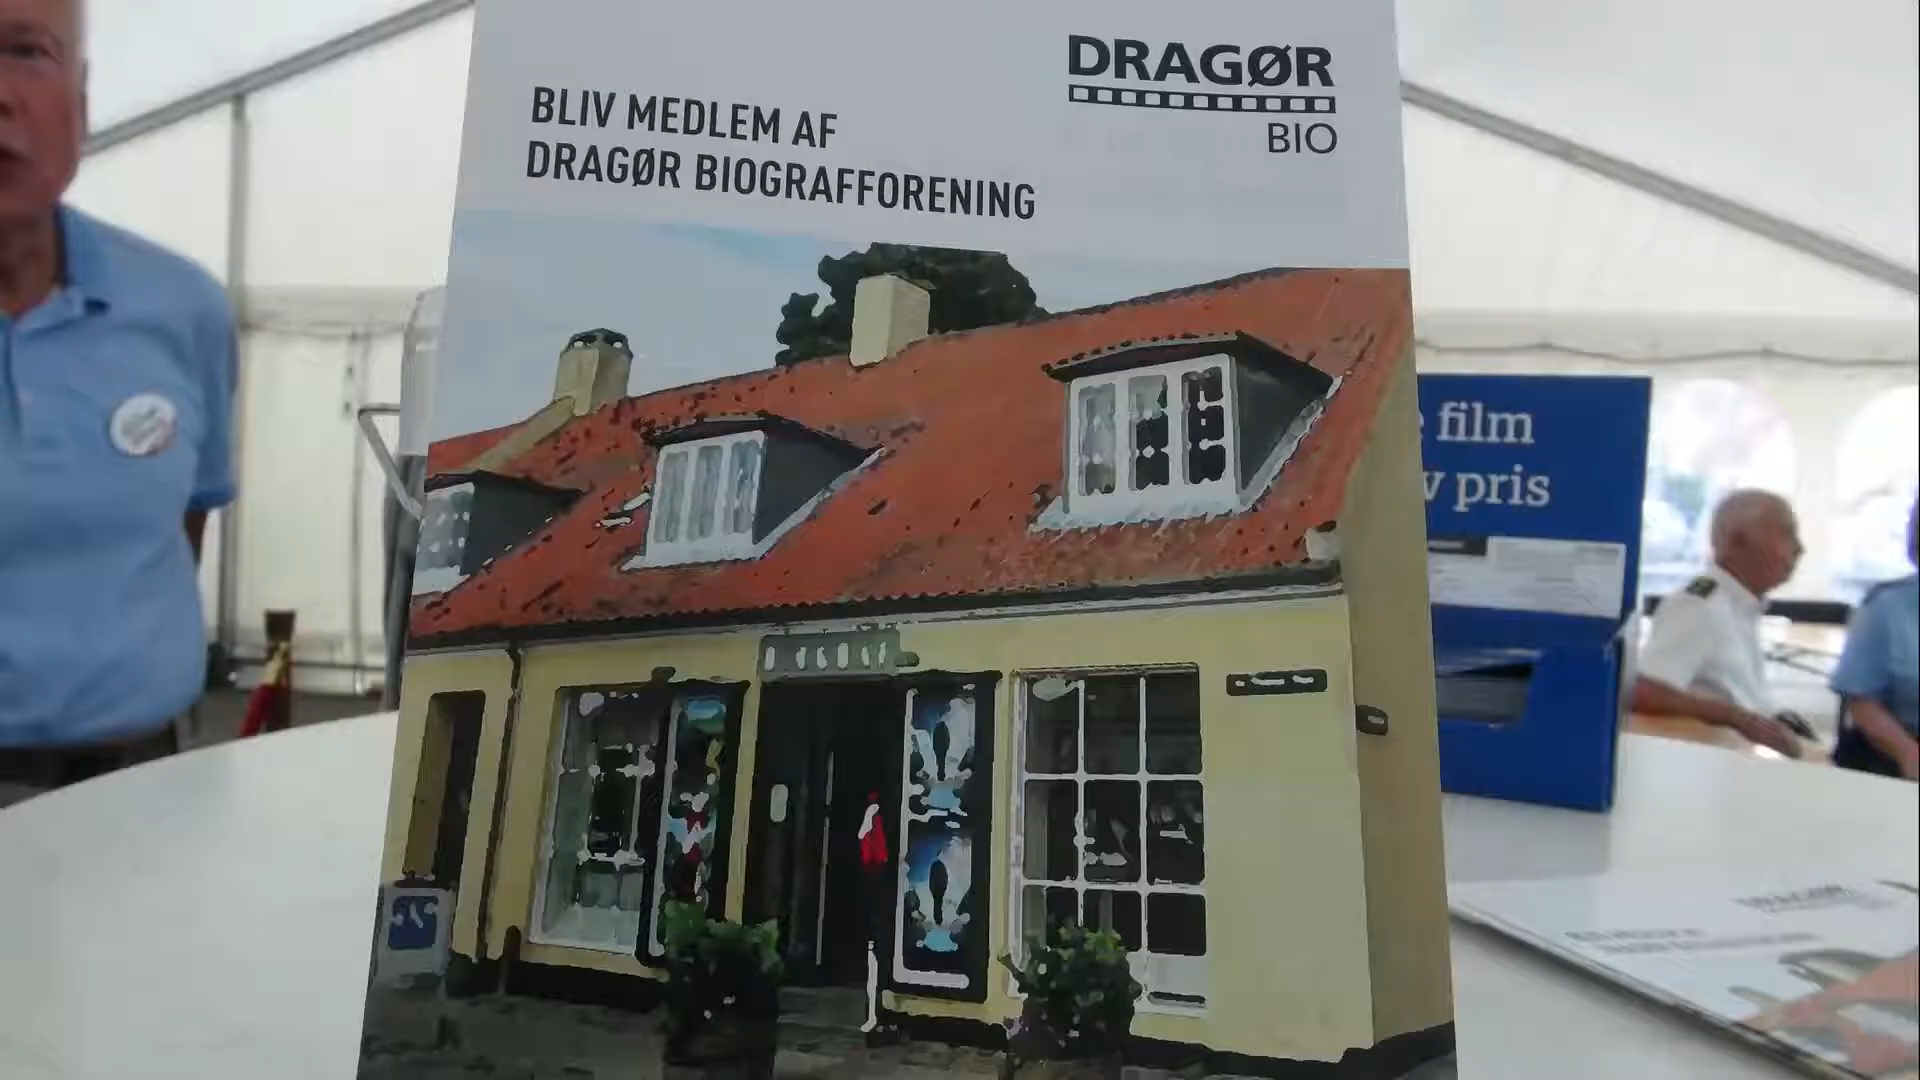 DRAGØR
BIO
BLIV MEDLEM AF
DRAGØR BIOGRAFFORENING
film
pris